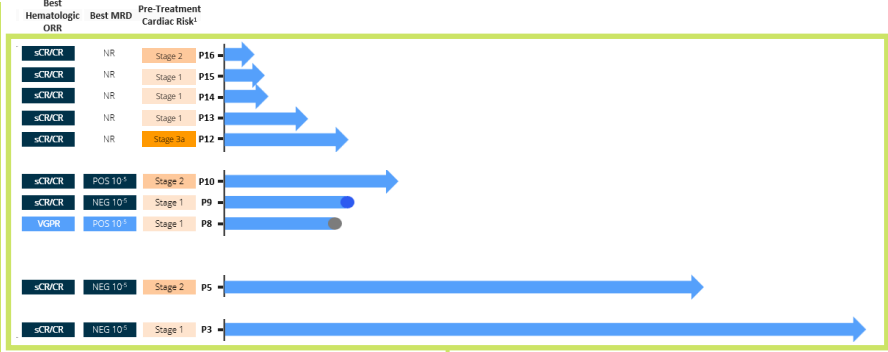 Best Hematologic ORR Best MRD Pre-Treatment Cardiac Risk¹
sCR/CR NR Stage 2 P16
sCR/CR NR Stage 1 P15
sCR/CR NR Stage 1 P14
sCR/CR NR Stage 1 P13
sCR/CR NR Stage 3a P12
sCR/CR POS 10⁻⁵ Stage 2 P10
sCR/CR NEG 10⁻⁵ Stage 1 P9
VGPR POS 10⁻⁵ Stage 1 P8
sCR/CR NEG 10⁻⁵ Stage 2 P5
sCR/CR NEG 10⁻⁵ Stage 1 P3